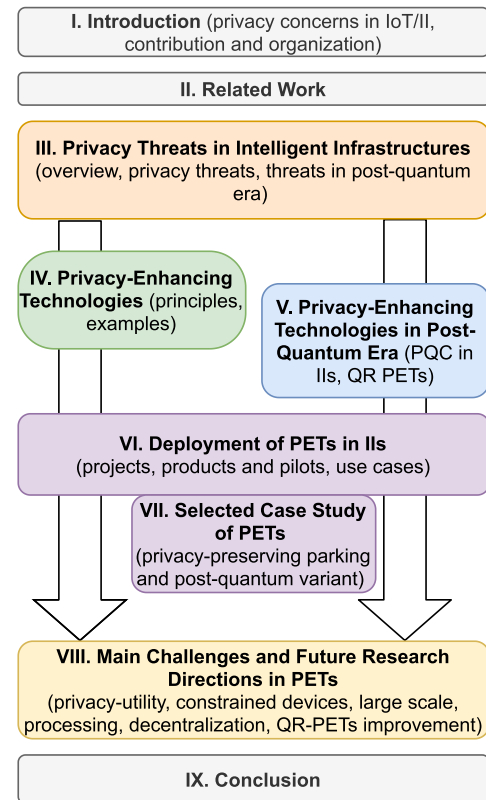 I. Introduction (privacy concerns in IoT/II,
contribution and organization)
II. Related Work
III. Privacy Threats in Intelligent Infrastructures
(overview, privacy threats, threats in post-quantum
era)
IV. Privacy-Enhancing
Technologies (principles,
examples)
V. Privacy-Enhancing
Technologies in Post-
Quantum Era (PQC in
IIs, QR PETs)
VI. Deployment of PETs in IIs
(projects, products and pilots, use cases)
VII. Selected Case Study
of PETs
(privacy-preserving parking
and post-quantum variant)
VIII. Main Challenges and Future Research
Directions in PETs
(privacy-utility, constrained devices, large scale,
processing, decentralization, QR-PETs improvement)
IX. Conclusion